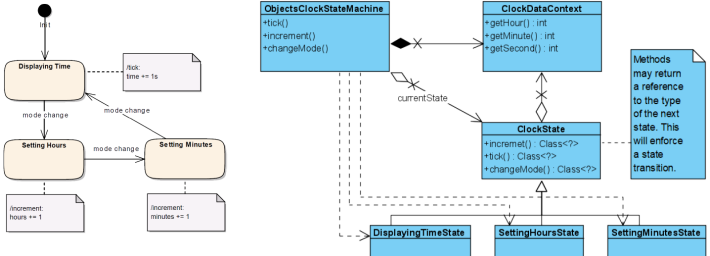 Init
Displaying Time
/tick:
time += 1s
mode change
mode change
Setting Hours
mode change
Setting Minutes
/increment:
hours += 1
/increment:
minutes += 1
ObjectsClockStateMachine
+tick()
+increment()
+changeMode()
ClockDataContext
+getHour() : int
+getMinute() : int
+getSecond() : int
currentState
ClockState
+incremet() : Class<?>
+tick() : Class<?>
+changeMode() : Class<?>
Methods
may return
a reference
to the type
of the next
state. This
will enforce
a state
transition.
DisplayingTimeState
SettingHoursState
SettingMinutesState